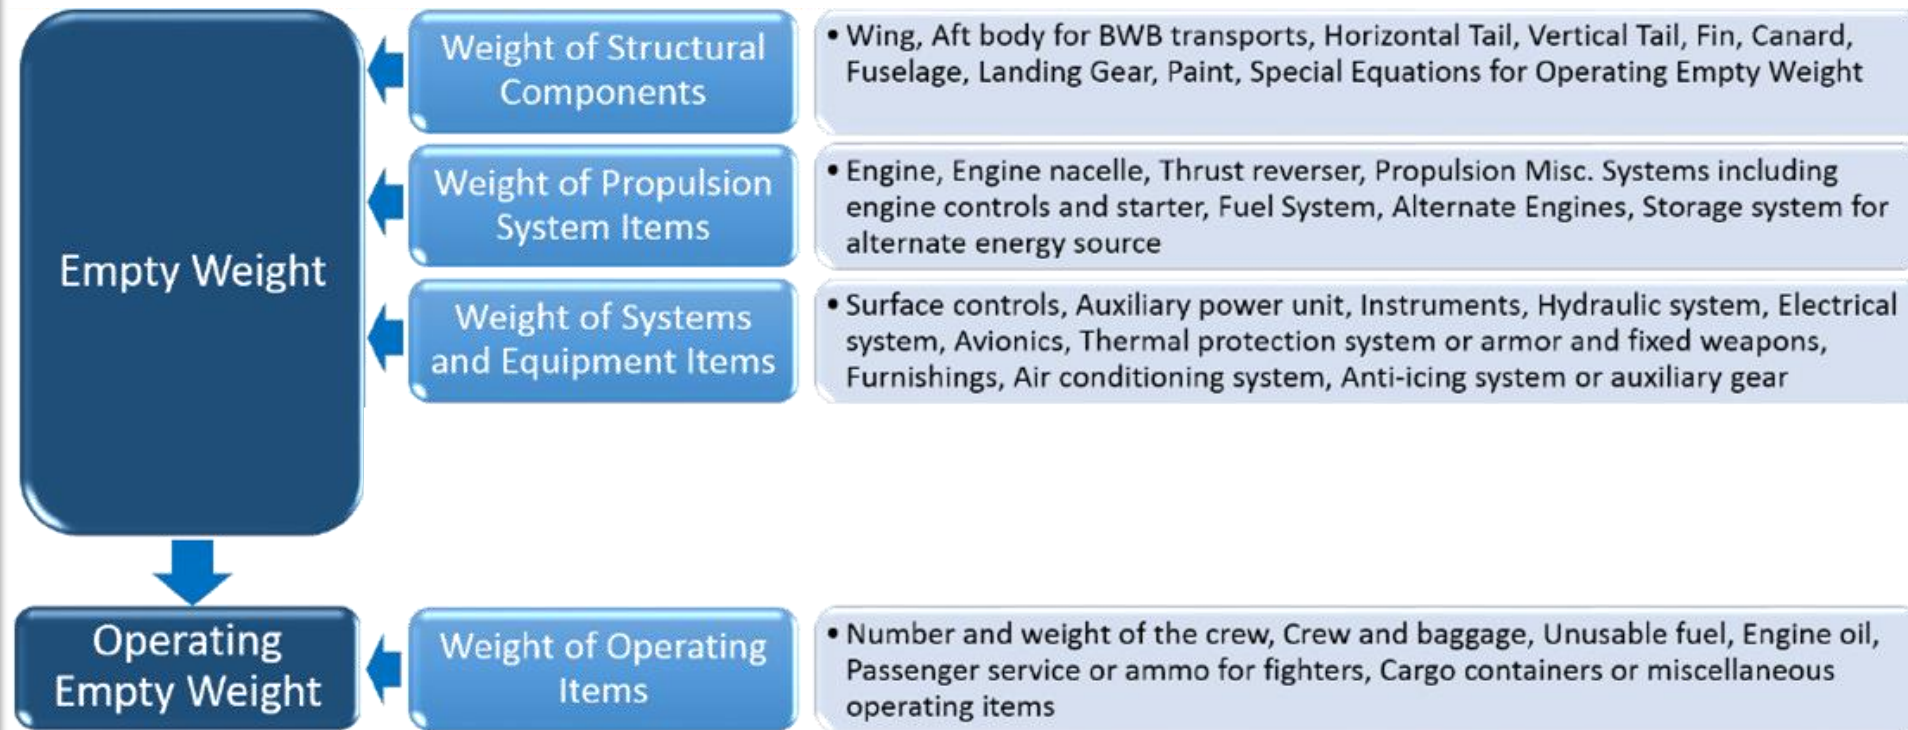 Empty Weight
Weight of Structural
Components
• Wing, Aft body for BWB transports, Horizontal Tail, Vertical Tail, Fin, Canard,
Fuselage, Landing Gear, Paint, Special Equations for Operating Empty Weight
Weight of Propulsion
System Items
• Engine, Engine nacelle, Thrust reverser, Propulsion Misc. Systems including
engine controls and starter, Fuel System, Alternate Engines, Storage system for
alternate energy source
Weight of Systems
and Equipment Items
• Surface controls, Auxiliary power unit, Instruments, Hydraulic system, Electrical
system, Avionics, Thermal protection system or armor and fixed weapons,
Furnishings, Air conditioning system, Anti-icing system or auxiliary gear
Operating
Empty Weight
Weight of Operating
Items
• Number and weight of the crew, Crew and baggage, Unusable fuel, Engine oil,
Passenger service or ammo for fighters, Cargo containers or miscellaneous
operating items